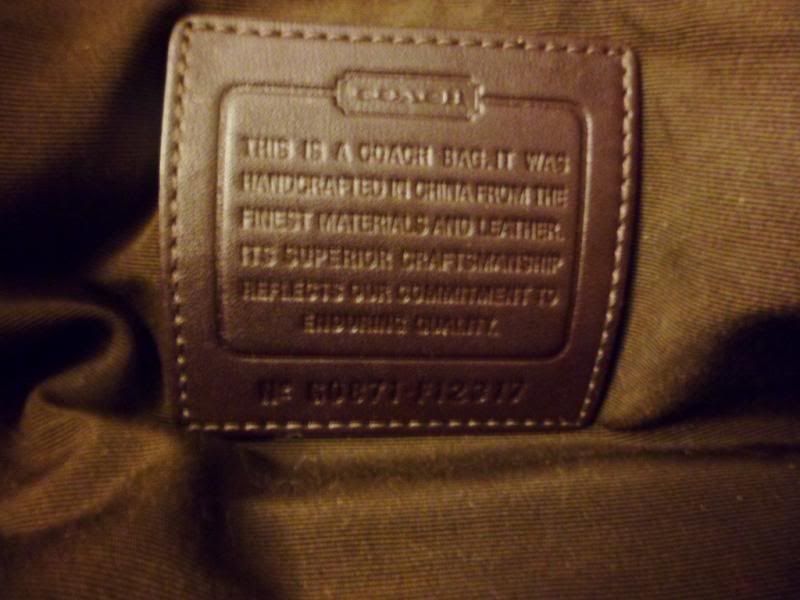 COACH
THIS IS A COACH BAG. IT WAS
HANDCRAFTED IN CHINA FROM THE
FINEST MATERIALS AND LEATHER.
ITS SUPERIOR CRAFTSMANSHIP
REFLECTS OUR COMMITMENT TO
ENDURING QUALITY.
Nº